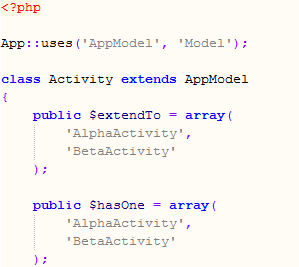 <?php
App::uses('AppModel', 'Model');
class Activity extends AppModel
{
    public $extendTo = array(
        'AlphaActivity',
        'BetaActivity'
    );
    public $hasOne = array(
        'AlphaActivity',
        'BetaActivity'
    );